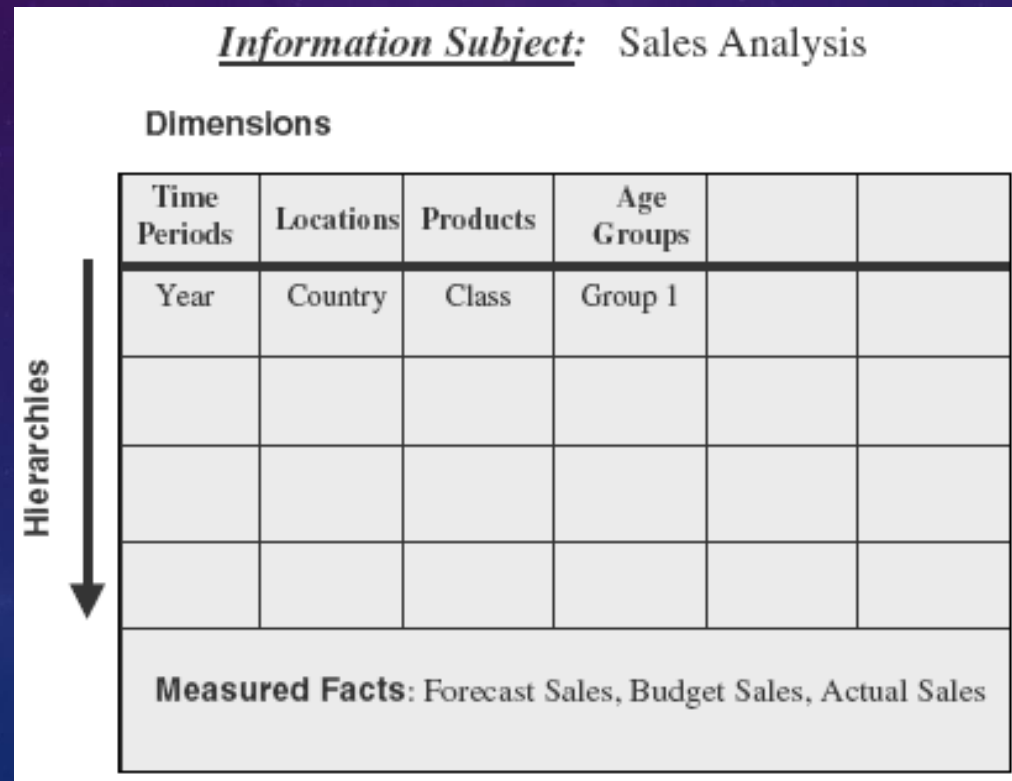 Information Subject: Sales Analysis
Dimensions
Time Periods Locations Products Age Groups
Year Country Class Group 1
Hierarchies
Measured Facts: Forecast Sales, Budget Sales, Actual Sales